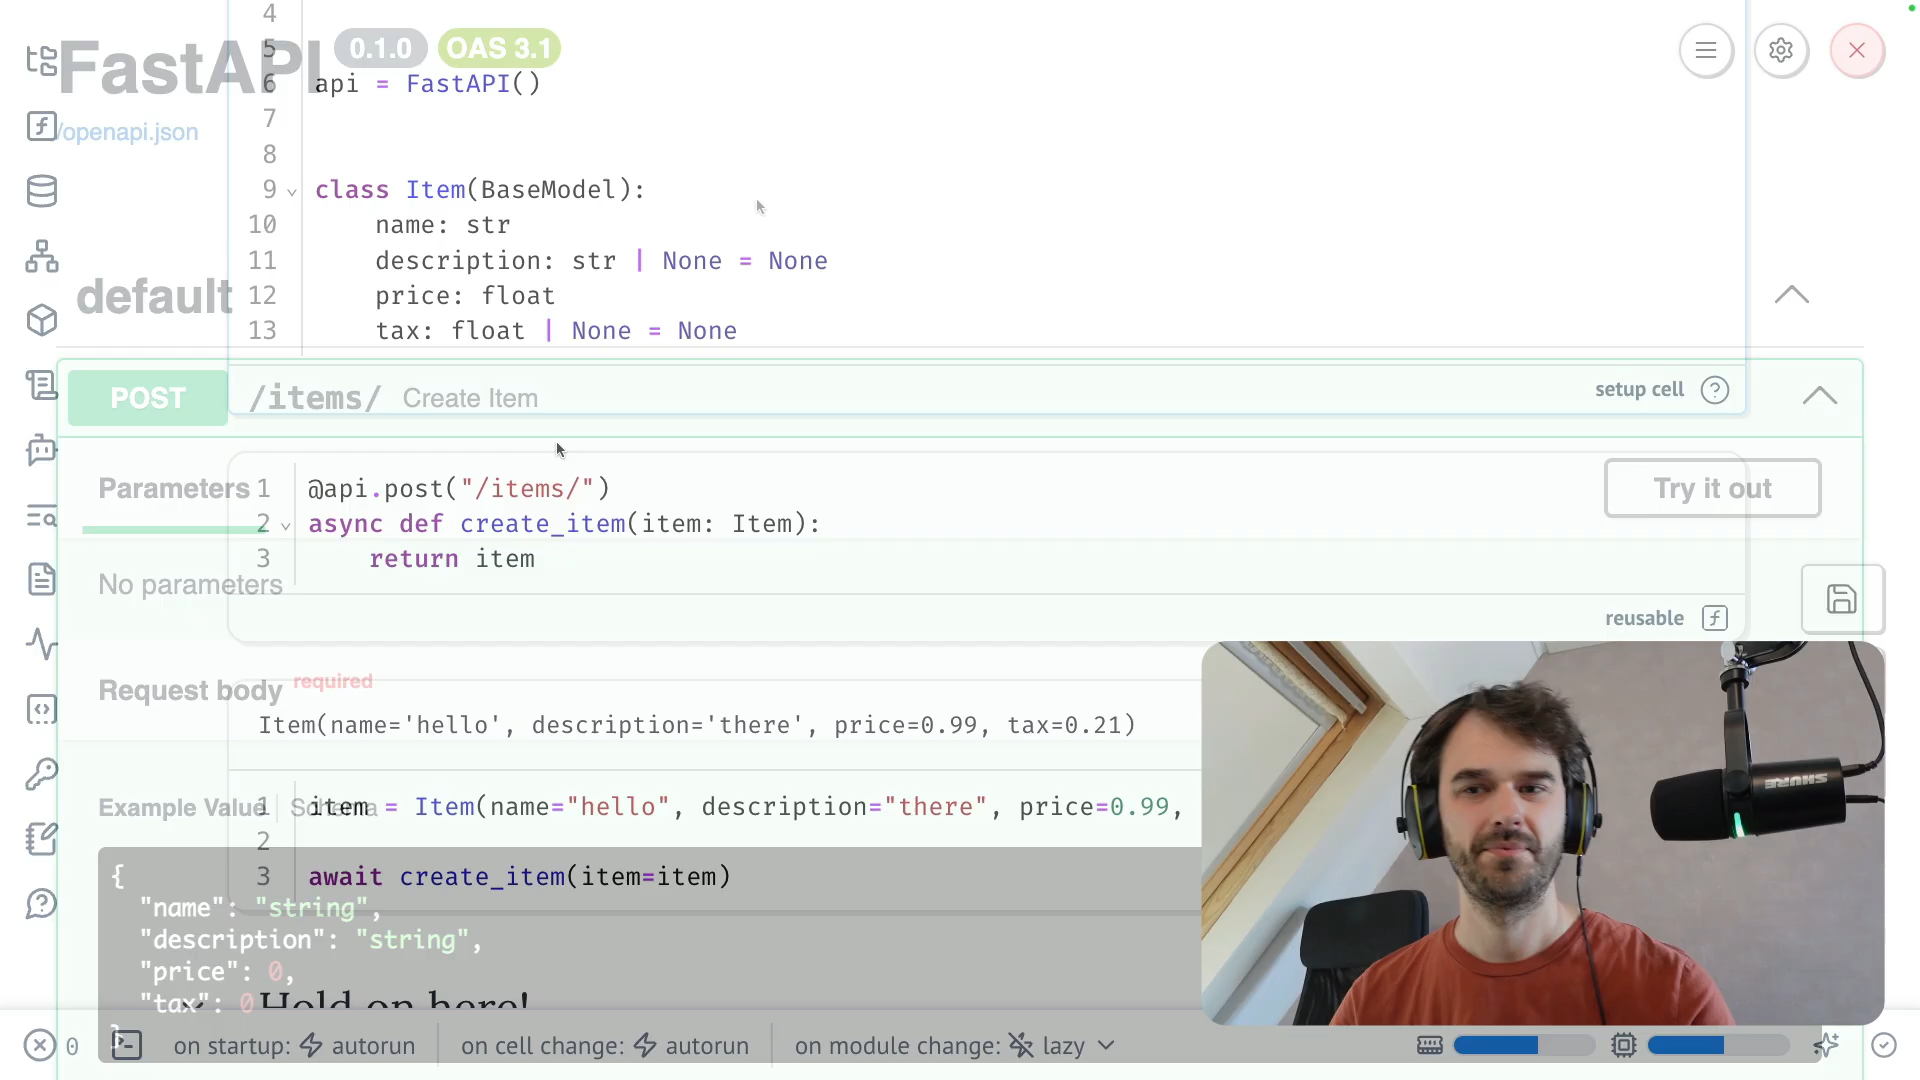 4
FastAPI 0.1.0 OAS 3.1
5
6 api = FastAPI()
/openapi.json
7
8
9 class Item(BaseModel):
10 name: str
11 description: str | None = None
default
12 price: float
13 tax: float | None = None
POST /items/ Create Item
setup cell
Parameters
Try it out
1 @api.post("/items/")
2 async def create_item(item: Item):
3 return item
No parameters
reusable
Request body required
Item(name='hello', description='there', price=0.99, tax=0.21)
Example Value | Schema
1 item = Item(name="hello", description="there", price=0.99,
2
3 await create_item(item=item)
{
"name": "string",
"description": "string",
"price": 0,
"tax": 0
}
Hold on here!
SHURE
0 on startup: autorun on cell change: autorun on module change: lazy